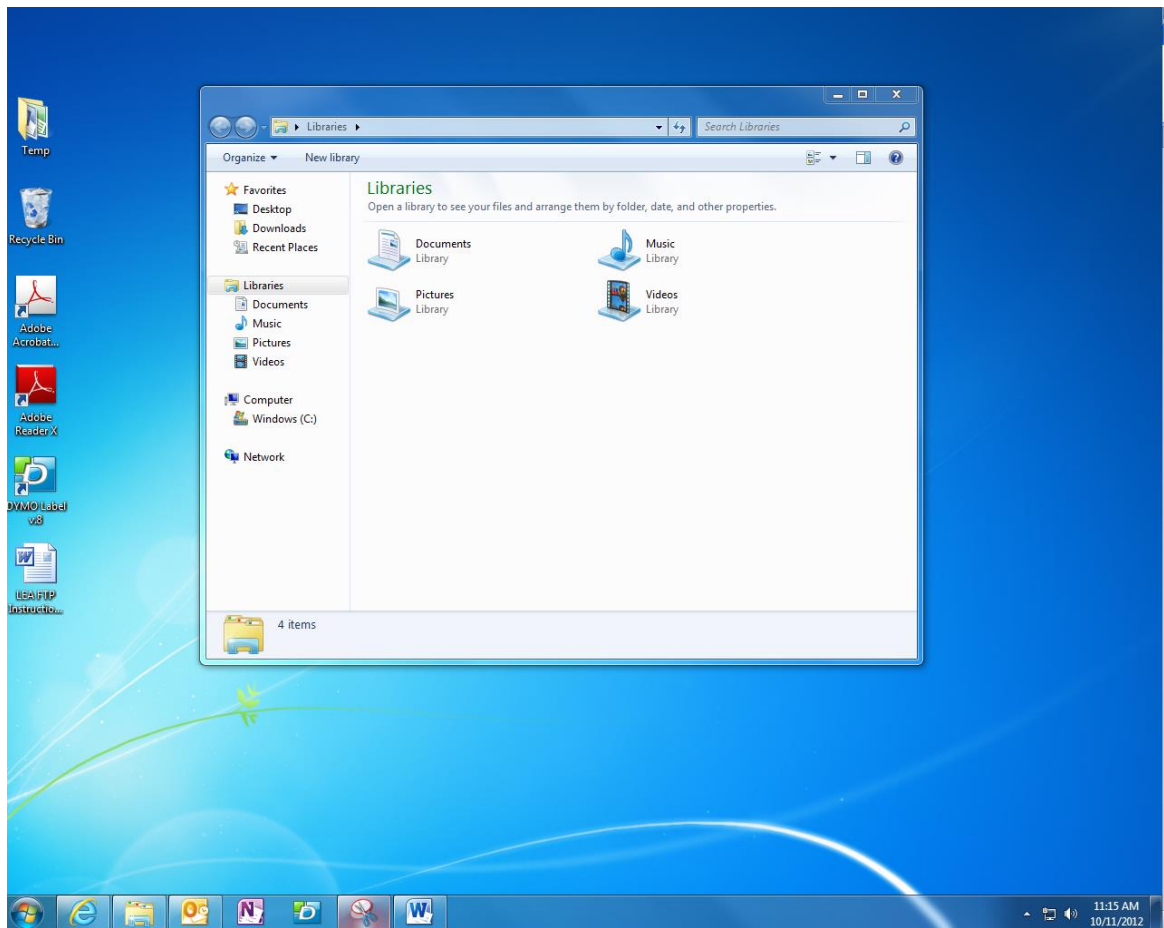 Temp
Recycle Bin
Adobe
Acrobat...
Adobe
Reader X
DYMO Label
v.8
LEA FTP
Instructio...
Libraries
Search Libraries
Organize
New library
Favorites
Desktop
Downloads
Recent Places
Libraries
Documents
Music
Pictures
Videos
Computer
Windows (C:)
Network
Libraries
Open a library to see your files and arrange them by folder, date, and other properties.
Documents
Library
Music
Library
Pictures
Library
Videos
Library
4 items
11:15 AM
10/11/2012